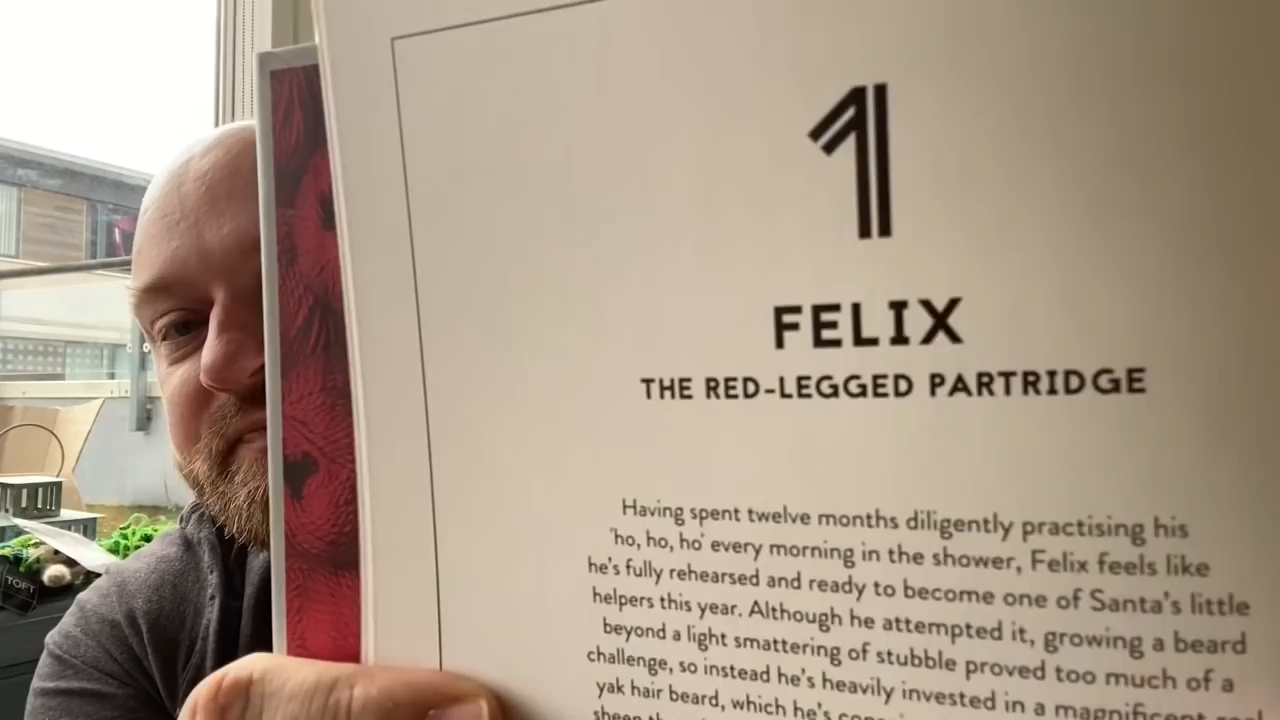 1
FELIX
THE RED-LEGGED PARTRIDGE
Having spent twelve months diligently practising his
'ho, ho, ho' every morning in the shower, Felix feels like
he's fully rehearsed and ready to become one of Santa's little
helpers this year. Although he attempted it, growing a beard
beyond a light smattering of stubble proved too much of a
challenge, so instead he's heavily invested in a magnificent
yak hair beard, which he's
TOFT